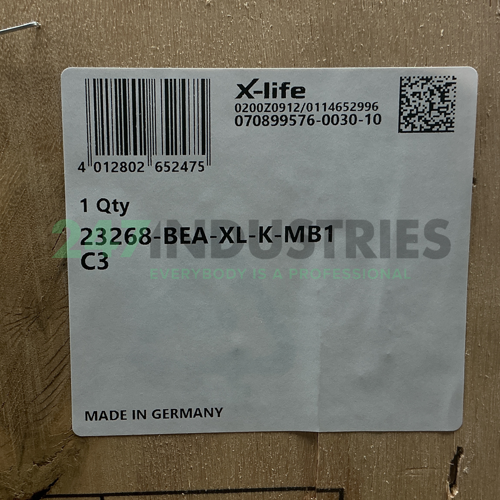 X-life
0200Z0912/0114652996
070899576-0030-10
4 012802 652475
1 Qty
247INDUSTRIES
23268-BEA-XL-K-MB1
C3
EVERYBODY IS A PROFESSIONAL
MADE IN GERMANY